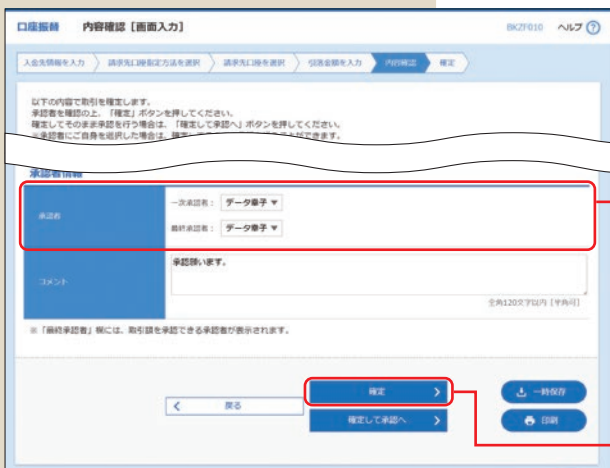 口座振替 内容確認［画面入力］ BKZF010 ヘルプ ?
入金先情報を入力 請求先口座指定方法を選択 請求先口座を選択 引落金額を入力 内容確認 確定
以下の内容で取引を確定します。
承認者を確認の上、「確定」ボタンを押してください。
確定してそのまま承認を行う場合は、「確定して承認へ」ボタンを押してください。
承認者情報
承認者
一次承認者： データ幸子
最終承認者： データ幸子
コメント
承認願います。
全角120文字以内［半角可］
※「最終承認者」欄には、取引額を承認できる承認者が表示されます。
戻る
確定
確定して承認へ
一時保存
印刷